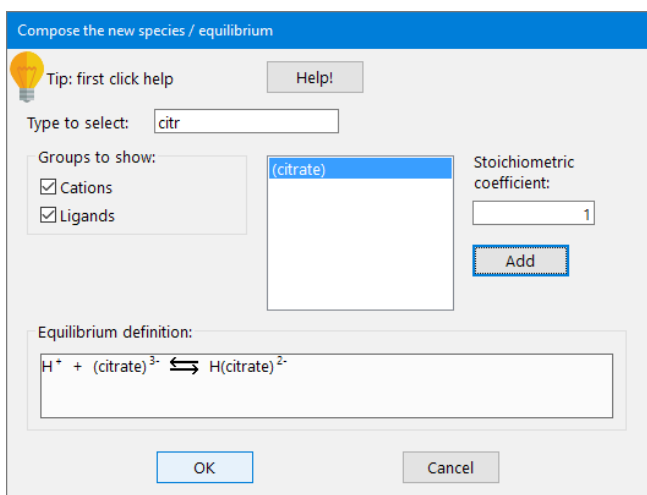 Compose the new species / equilibrium
Tip: first click help
Help!
Type to select:
citr
Groups to show:
Cations
Ligands
(citrate)
Stoichiometric
coefficient:
1
Add
Equilibrium definition:
H⁺ + (citrate)³⁻ ⇆ H(citrate)²⁻
OK
Cancel